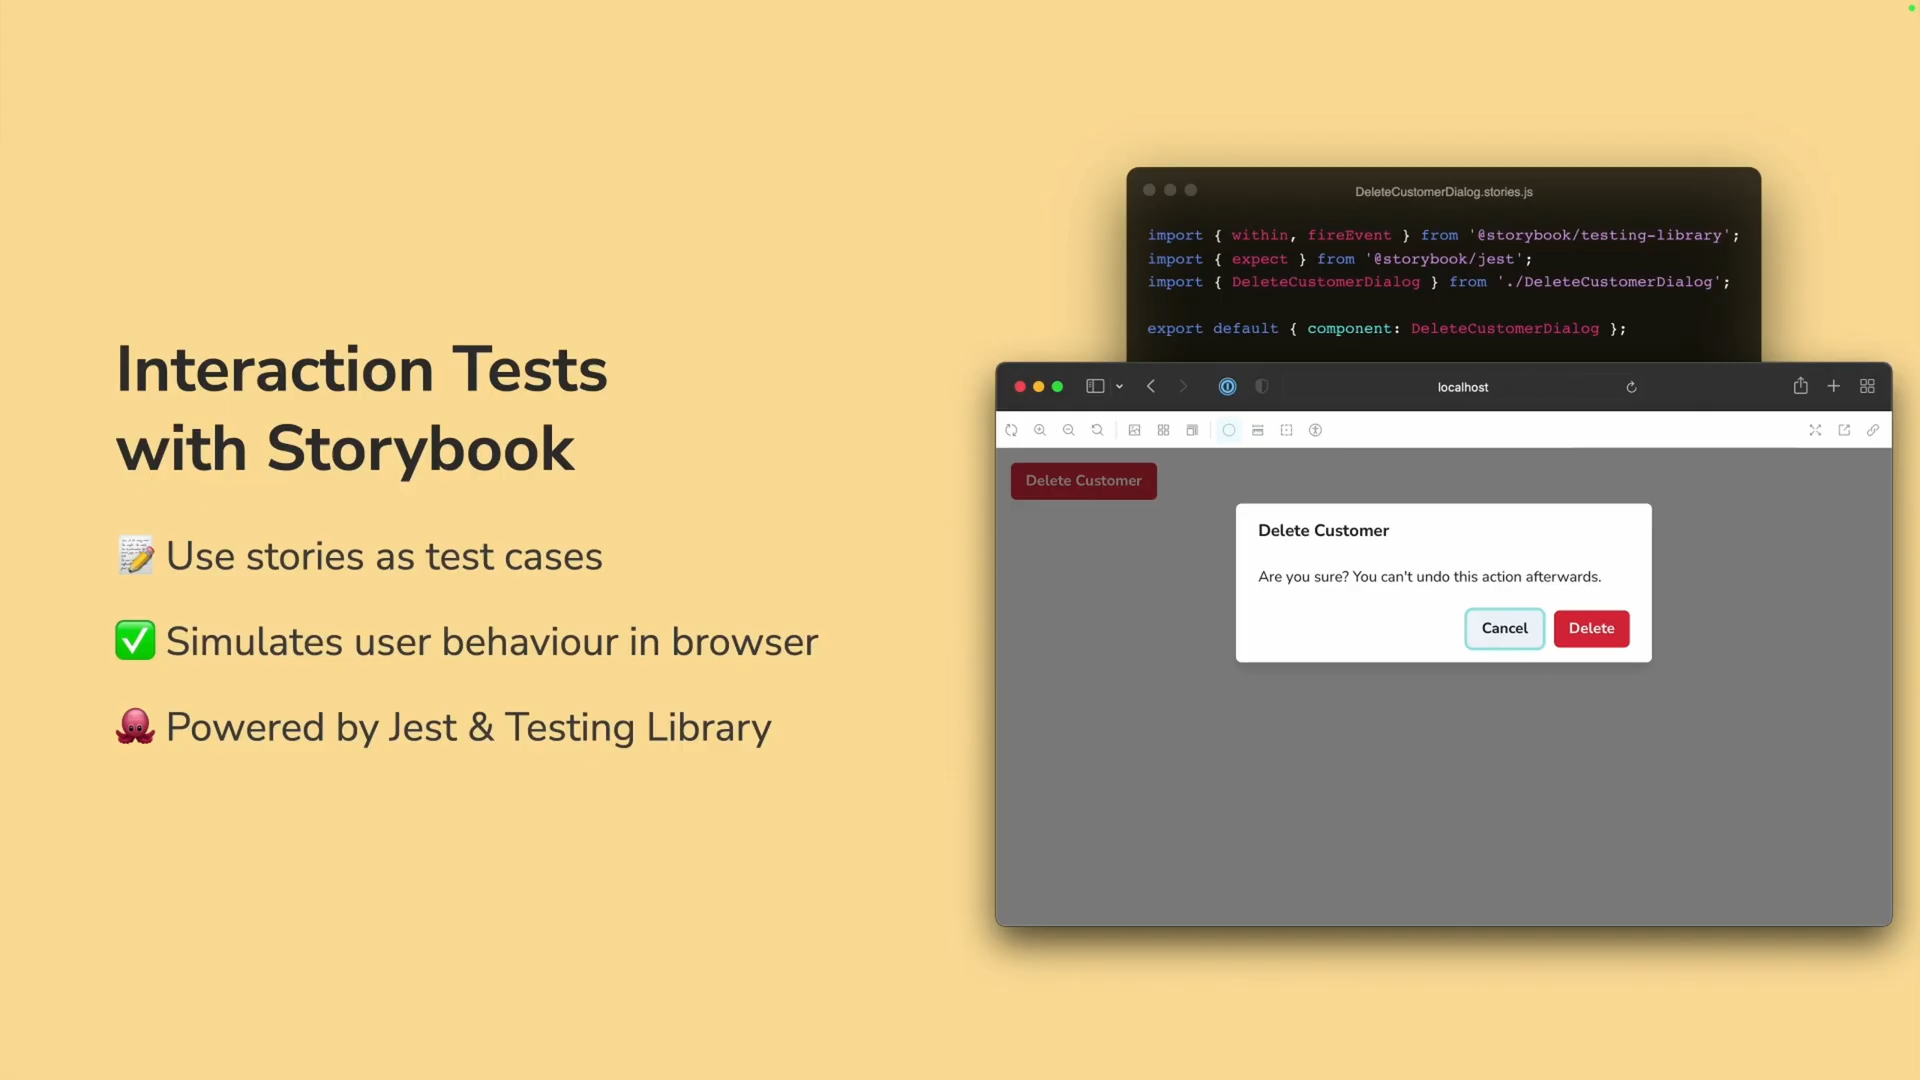 Interaction Tests
with Storybook
📝 Use stories as test cases
✅ Simulates user behaviour in browser
🐙 Powered by Jest & Testing Library
DeleteCustomerDialog.stories.js
import { within, fireEvent } from '@storybook/testing-library';
import { expect } from '@storybook/jest';
import { DeleteCustomerDialog } from './DeleteCustomerDialog';
export default { component: DeleteCustomerDialog };
localhost
Delete Customer
Delete Customer
Are you sure? You can't undo this action afterwards.
Cancel Delete